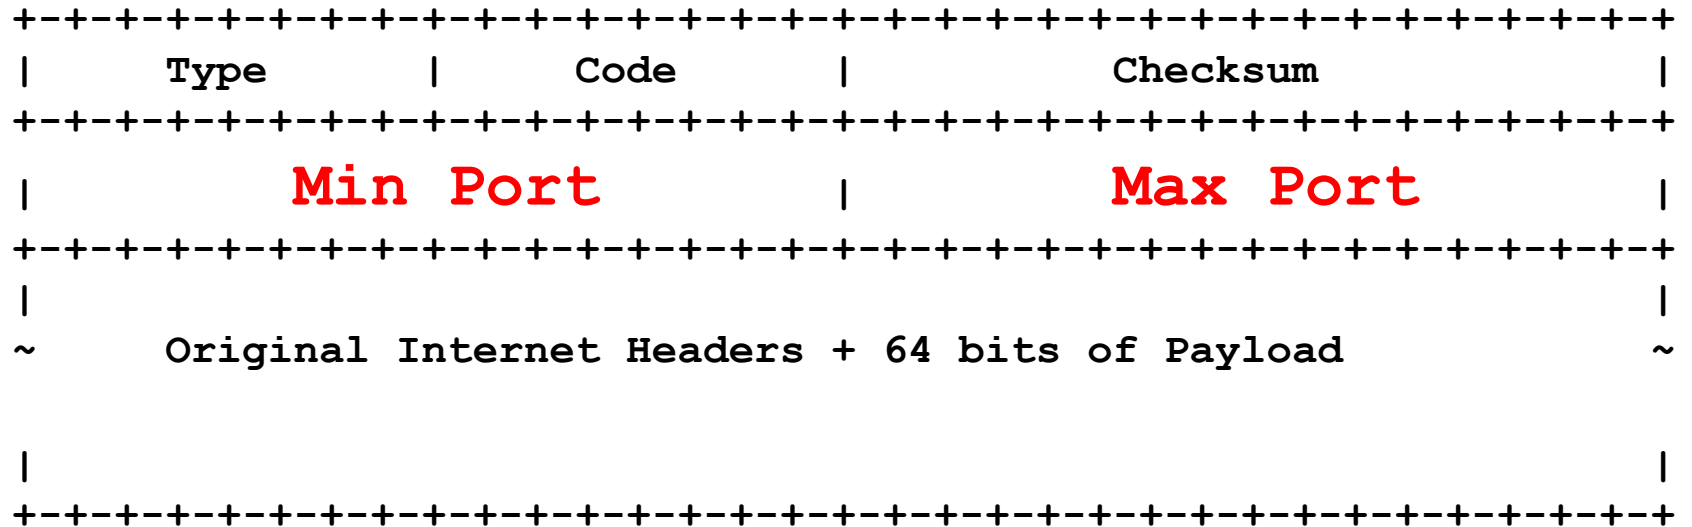 +-+-+-+-+-+-+-+-+-+-+-+-+-+-+-+-+-+-+-+-+-+-+-+-+-+-+-+-+-+-+-+-+
|     Type      |     Code      |          Checksum             |
+-+-+-+-+-+-+-+-+-+-+-+-+-+-+-+-+-+-+-+-+-+-+-+-+-+-+-+-+-+-+-+-+
|          Min Port         |          Max Port         |
+-+-+-+-+-+-+-+-+-+-+-+-+-+-+-+-+-+-+-+-+-+-+-+-+-+-+-+-+-+-+-+-+
|                                                               |
~     Original Internet Headers + 64 bits of Payload            ~
|                                                               |
+-+-+-+-+-+-+-+-+-+-+-+-+-+-+-+-+-+-+-+-+-+-+-+-+-+-+-+-+-+-+-+-+